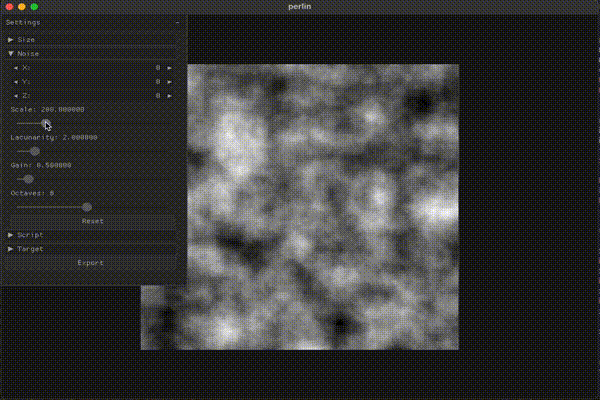 perlin
Settings
Size
Noise
X: 0
Y: 0
Z: 0
Scale: 200.000000
Lacunarity: 2.000000
Gain: 0.500000
Octaves: 8
Reset
Script
Target
Export